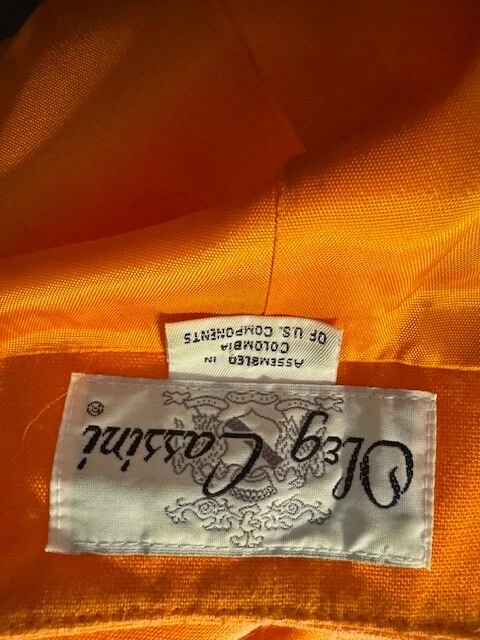 Oleg Cassini ®
ASSEMBLED IN
COLOMBIA
OF U.S. COMPONENTS